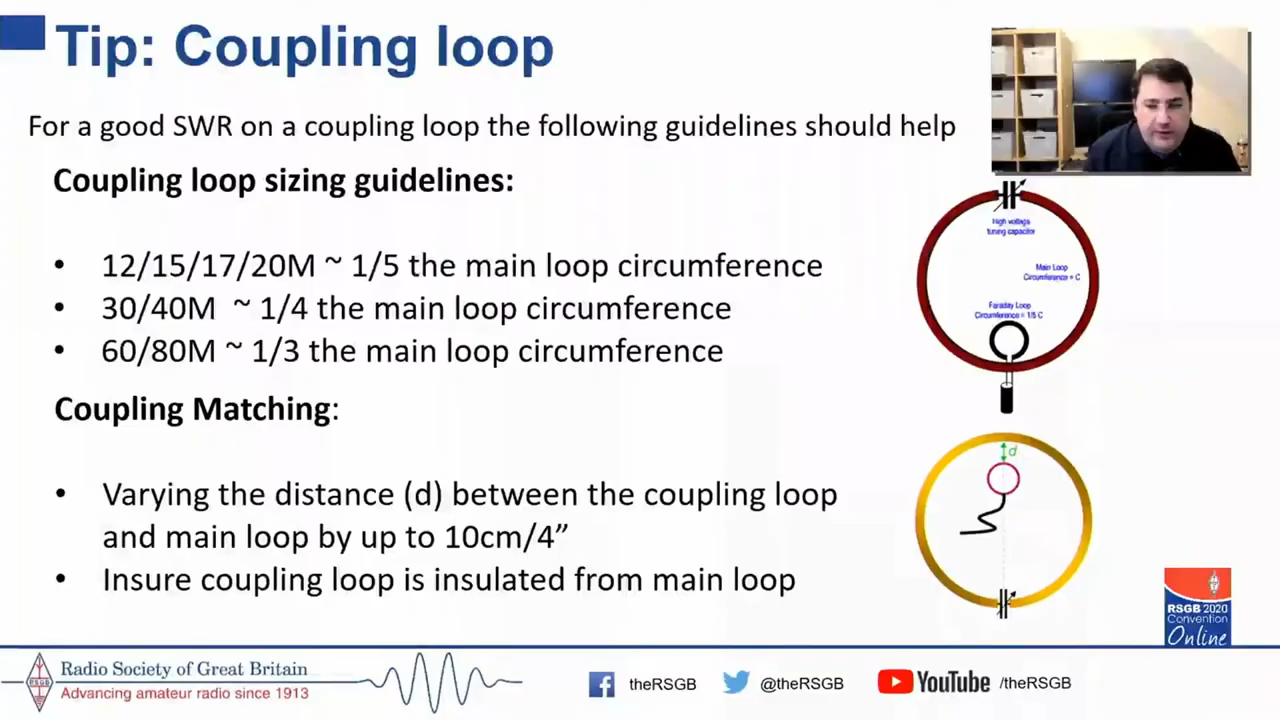 Tip: Coupling loop
For a good SWR on a coupling loop the following guidelines should help
Coupling loop sizing guidelines:
• 12/15/17/20M ~ 1/5 the main loop circumference
• 30/40M ~ 1/4 the main loop circumference
• 60/80M ~ 1/3 the main loop circumference
Coupling Matching:
• Varying the distance (d) between the coupling loop
and main loop by up to 10cm/4”
• Insure coupling loop is insulated from main loop
High voltage
tuning capacitor
Main Loop
Circumference = C
Faraday Loop
Circumference = 1/5 C
d
RSGB 2020
Convention
Online
RSGB
Radio Society of Great Britain
Advancing amateur radio since 1913
theRSGB
@theRSGB
YouTube /theRSGB